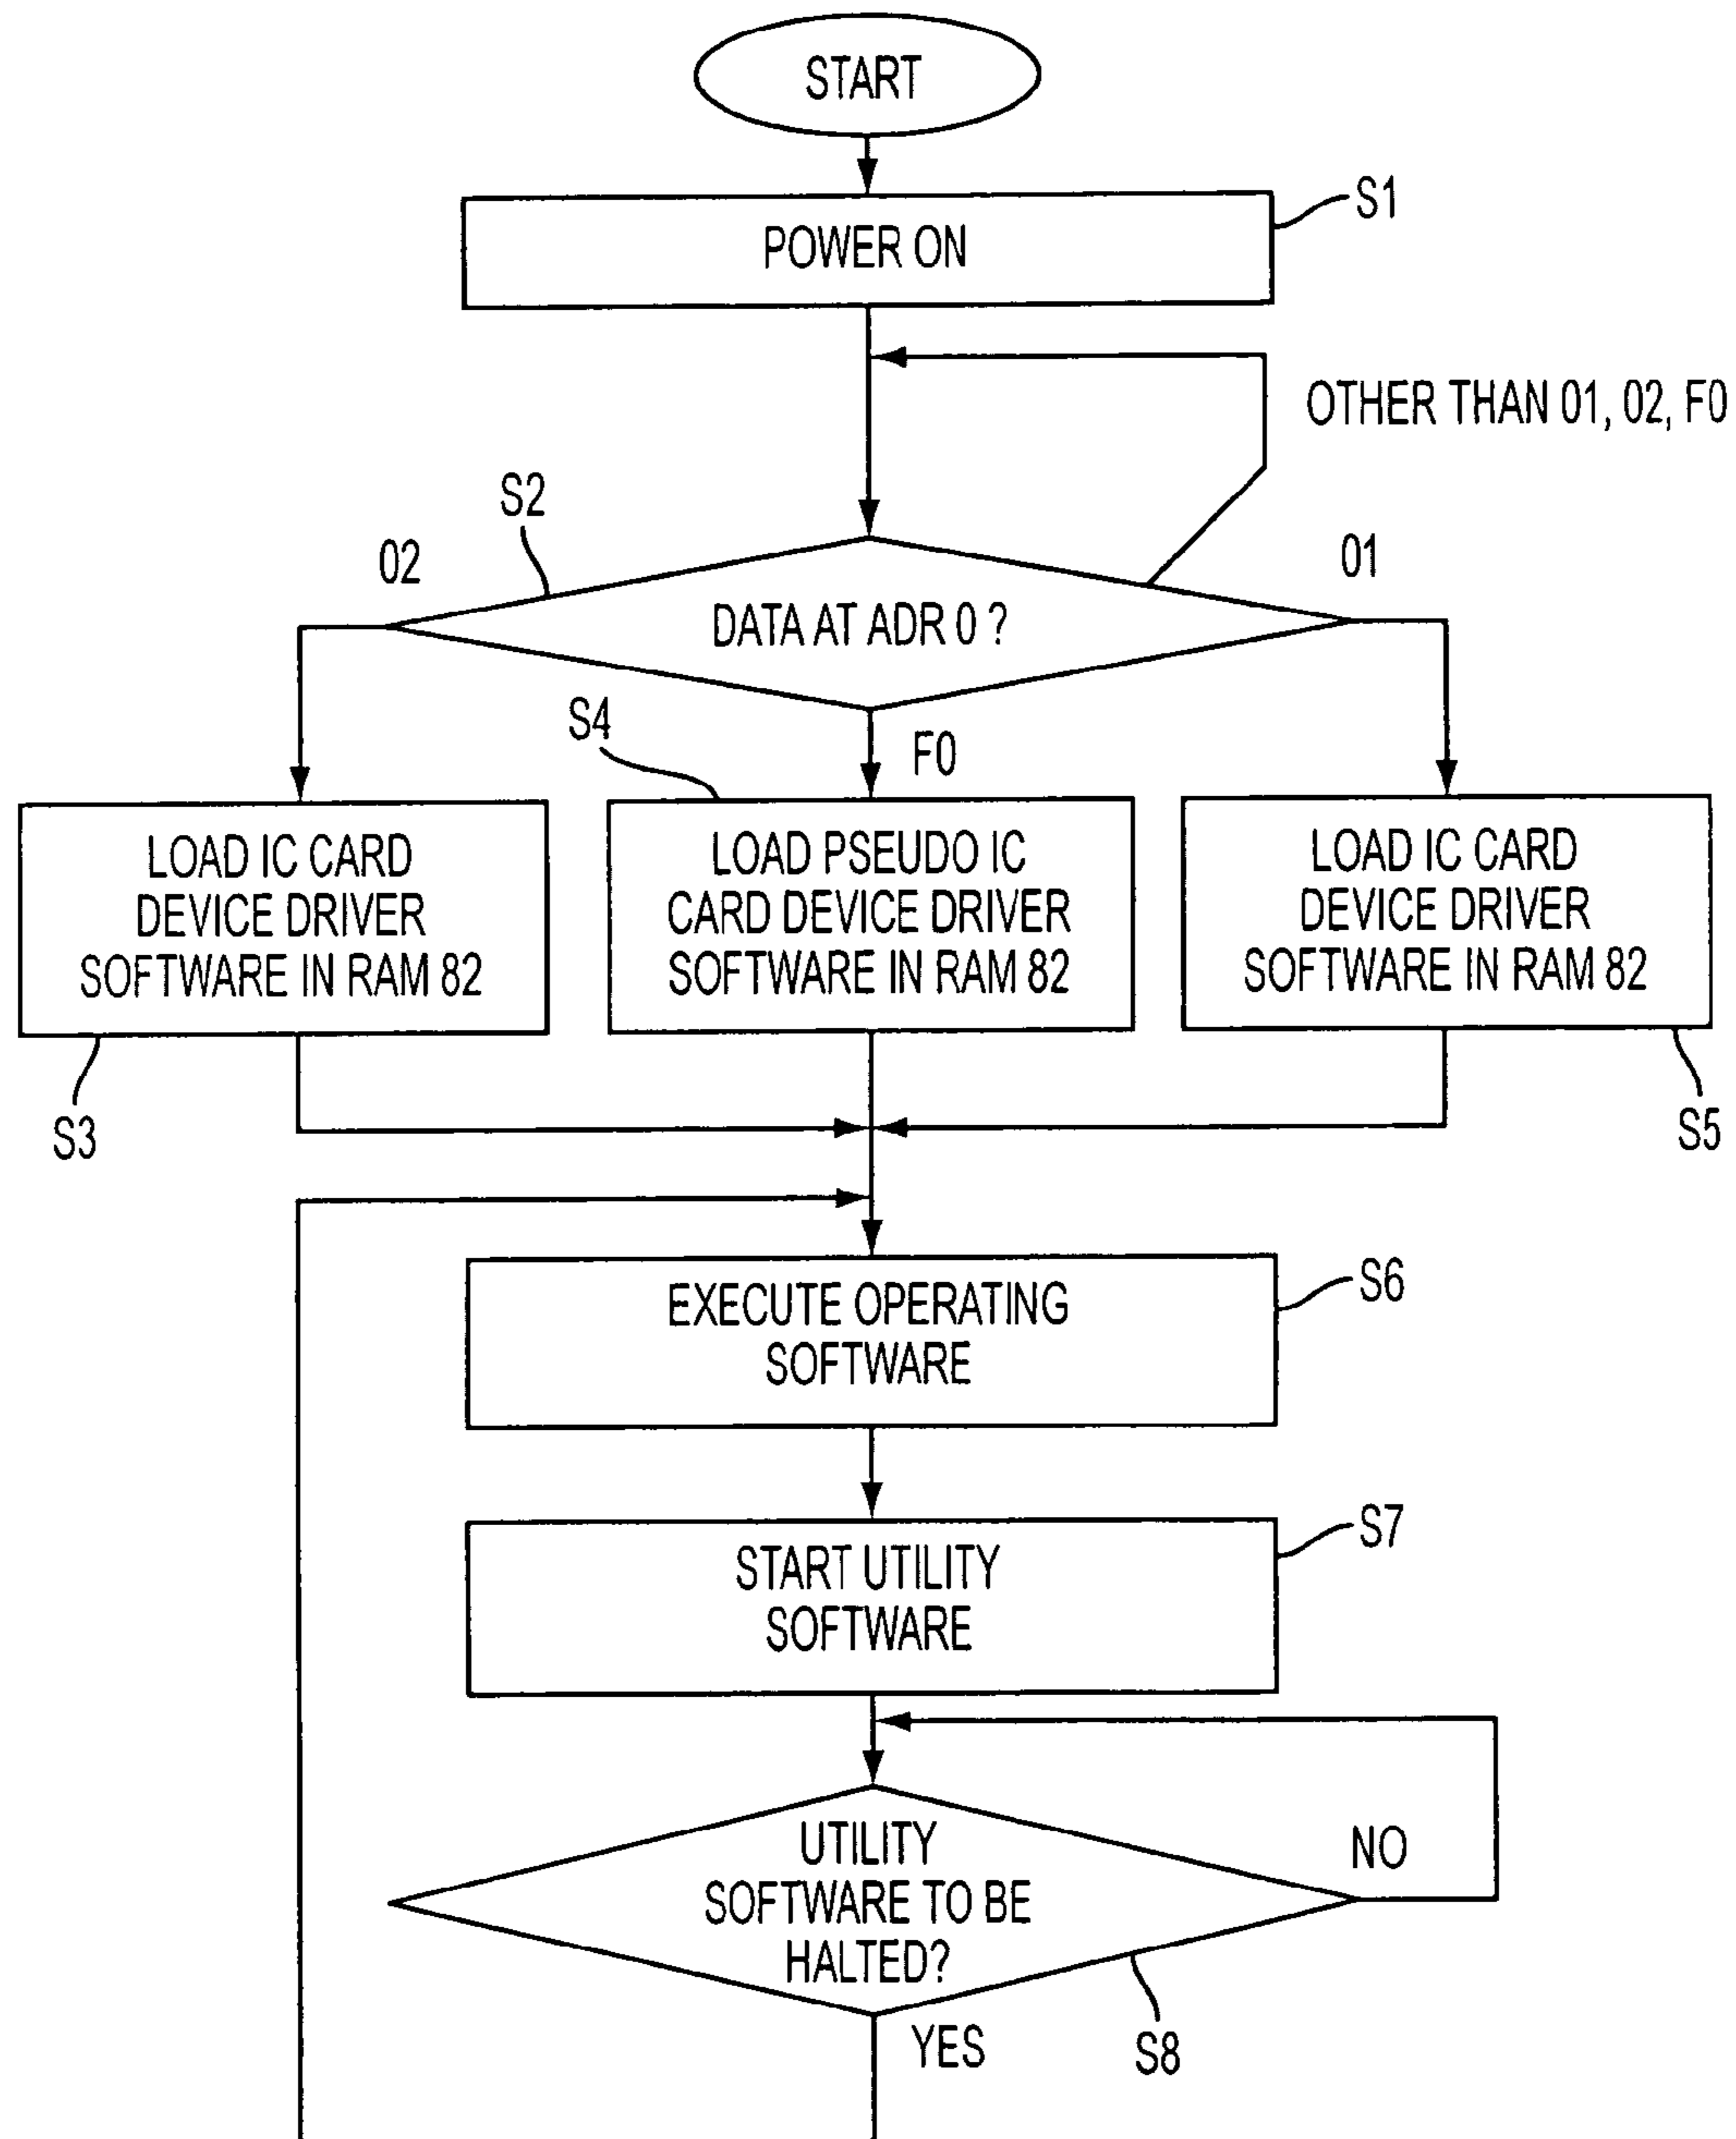 START
S1
POWER ON
OTHER THAN 01, 02, F0
S2
02
01
DATA AT ADR 0 ?
S4
F0
LOAD IC CARD
DEVICE DRIVER
SOFTWARE IN RAM 82
LOAD PSEUDO IC
CARD DEVICE DRIVER
SOFTWARE IN RAM 82
LOAD IC CARD
DEVICE DRIVER
SOFTWARE IN RAM 82
S3
S5
EXECUTE OPERATING
SOFTWARE
S6
START UTILITY
SOFTWARE
S7
UTILITY
SOFTWARE TO BE
HALTED?
NO
YES
S8